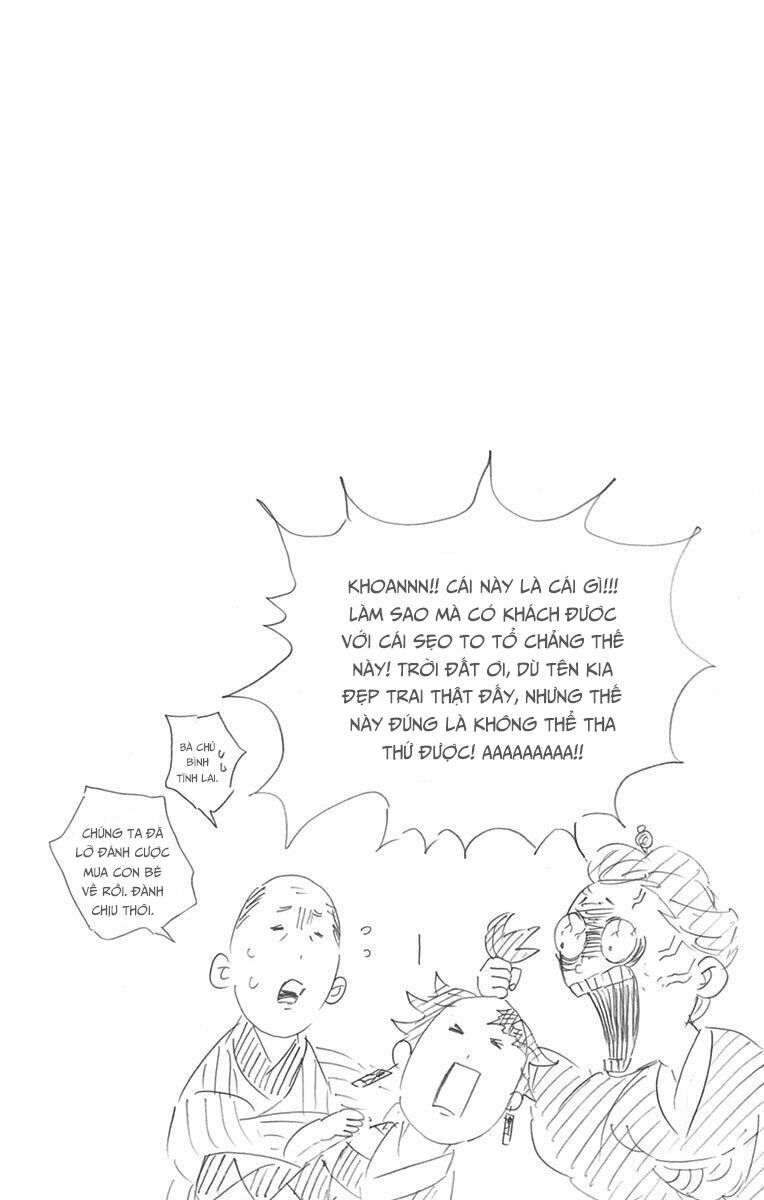 KHOANNN!! CÁI NÀY LÀ CÁI GÌ!!!
LÀM SAO MÀ CÓ KHÁCH ĐƯƠC
VỚI CÁI SẸO TO TỔ CHẢNG THẾ
NÀY! TRỜI ĐẤT ƠI, DÙ TÊN KIA
ĐẸP TRAI THẬT ĐẤY, NHƯNG THẾ
NÀY ĐÚNG LÀ KHÔNG THỂ THA
THỨ ĐƯỢC! AAAAAAAAA!!
BÀ CHỦ
BÌNH
TĨNH LẠI.
CHÚNG TA ĐÃ
LỠ ĐÁNH CƯỢC
MUA CON BÉ
VỀ RỒI. ĐÀNH
CHỊU THÔI.